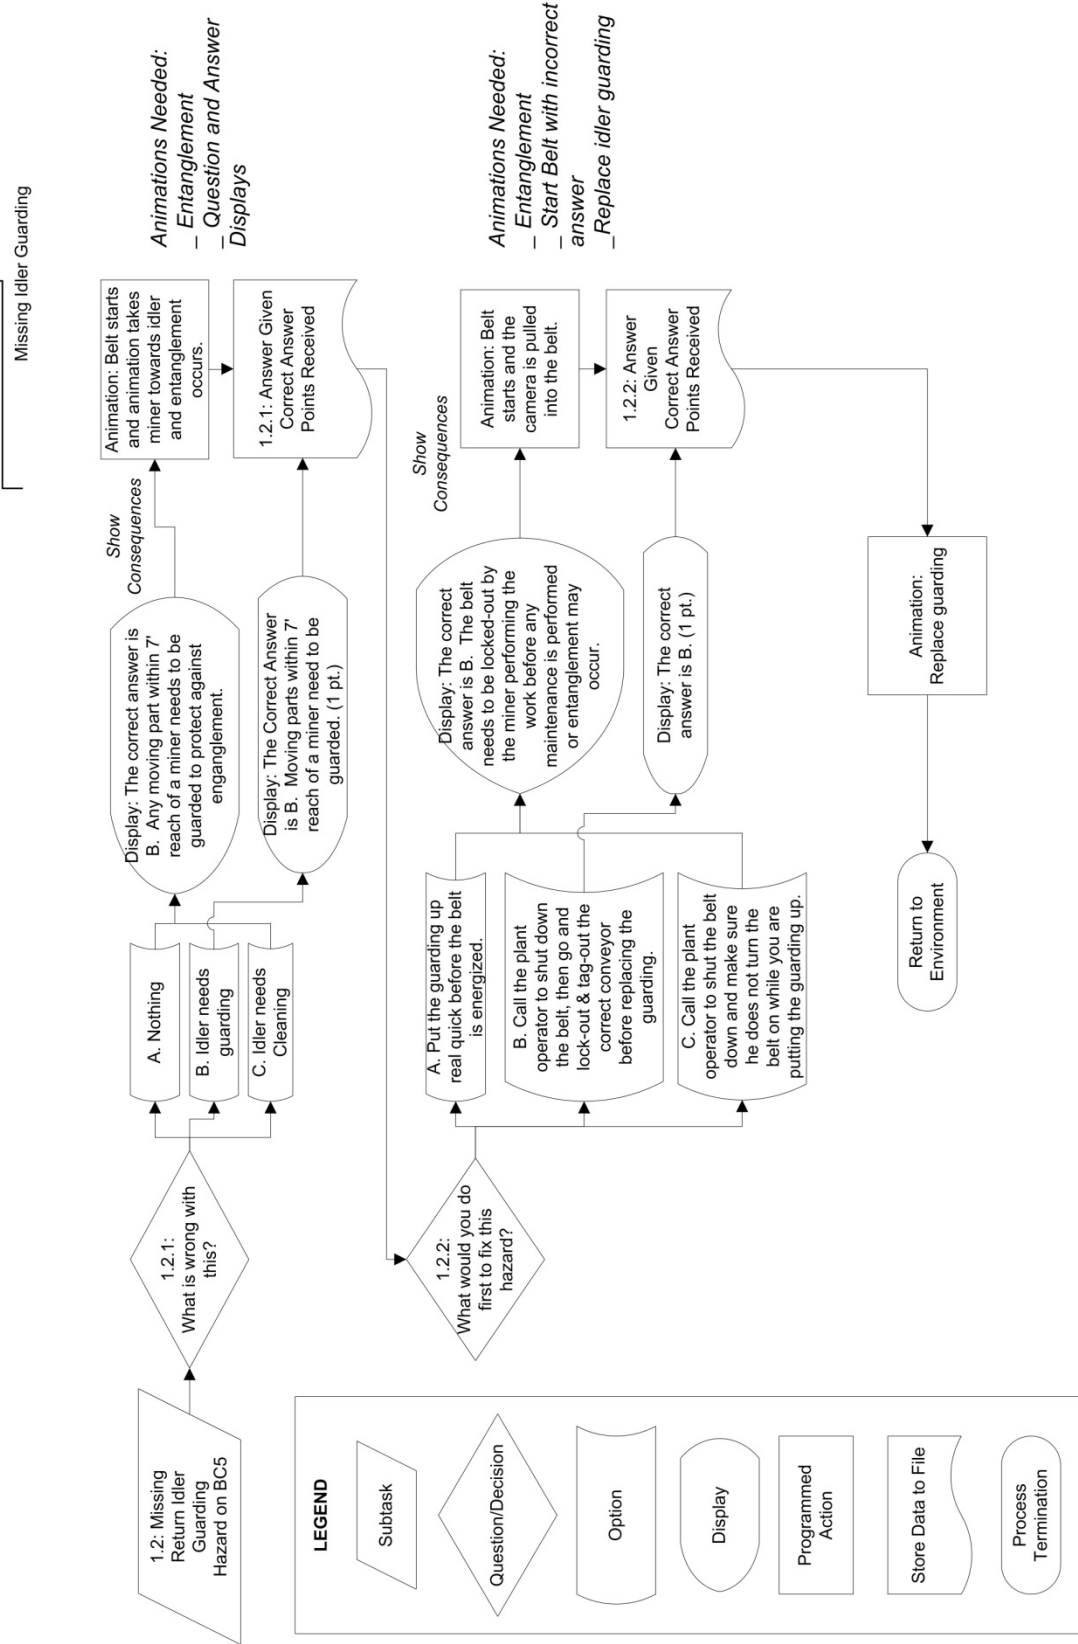 Missing Idler Guarding
1.2: Missing
Return Idler
Guarding
Hazard on BC5
1.2.1:
What is wrong with
this?
A. Nothing
B. Idler needs
guarding
C. Idler needs
Cleaning
Display: The correct answer is
B. Any moving part within 7'
reach of a miner needs to be
guarded to protect against
enganglement.
Display: The Correct Answer
is B. Moving parts within 7'
reach of a miner need to be
guarded. (1 pt.)
Show
Consequences
Animation: Belt starts
and animation takes
miner towards idler
and entanglement
occurs.
1.2.1: Answer Given
Correct Answer
Points Received
Animations Needed:
_ Entanglement
_ Question and Answer
Displays
1.2.2:
What would you do
first to fix this
hazard?
A. Put the guarding up
real quick before the belt
is energized.
B. Call the plant
operator to shut down
the belt, then go and
lock-out & tag-out the
correct conveyor
before replacing the
guarding.
C. Call the plant
operator to shut the belt
down and make sure
he does not turn the
belt on while you are
putting the guarding up.
Display: The correct
answer is B. The belt
needs to be locked-out by
the miner performing the
work before any
maintenance is performed
or entanglement may
occur.
Display: The correct
answer is B. (1 pt.)
Show
Consequences
Animation: Belt
starts and the
camera is pulled
into the belt.
1.2.2: Answer
Given
Correct Answer
Points Received
Animations Needed:
_ Entanglement
_ Start Belt with incorrect
answer
_Replace idler guarding
Animation:
Replace guarding
Return to
Environment
LEGEND
Subtask
Question/Decision
Option
Display
Programmed
Action
Store Data to File
Process
Termination